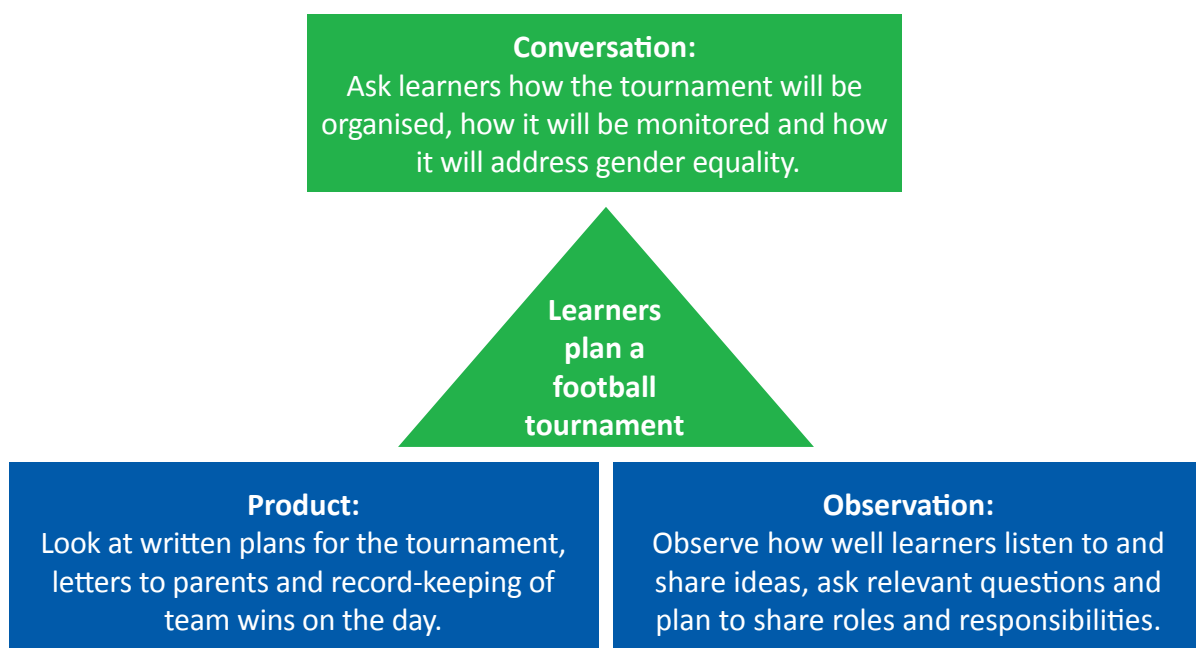 Conversation:
Ask learners how the tournament will be
organised, how it will be monitored and how
it will address gender equality.
Learners
plan a
football
tournament
Product:
Look at written plans for the tournament,
letters to parents and record-keeping of
team wins on the day.
Observation:
Observe how well learners listen to and
share ideas, ask relevant questions and
plan to share roles and responsibilities.